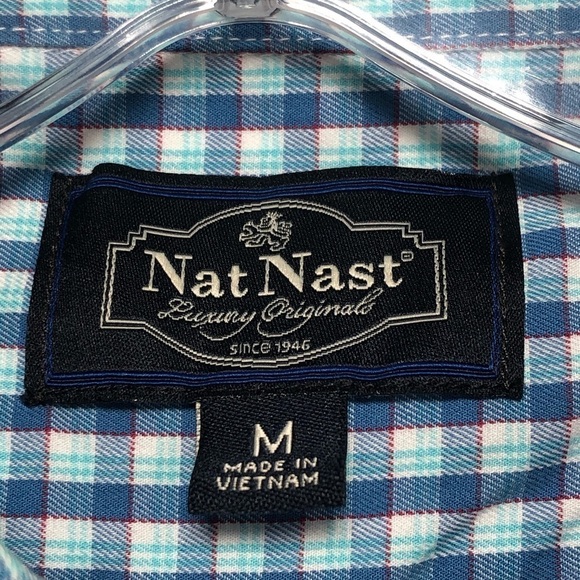 Nat Nast
Luxury Originals
SINCE 1946
M
MADE IN
VIETNAM